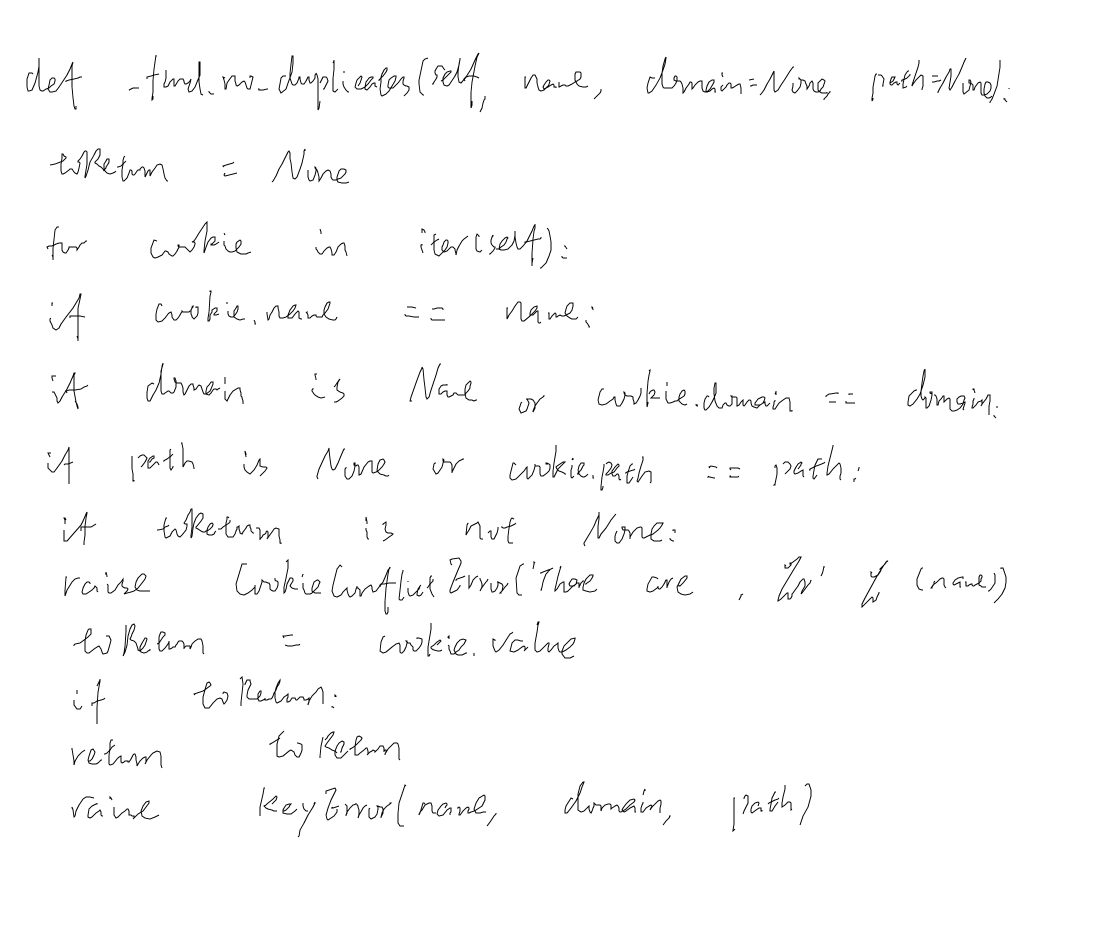 def _find_no_duplicates(self, name, domain=None, path=None):
toReturn = None
for cookie in iter(self):
if cookie.name == name:
if domain is None or cookie.domain == domain:
if path is None or cookie.path == path:
if toReturn is not None:
raise CookieConflictError('There are , %r' % (name))
toReturn = cookie.value
if toReturn:
return toReturn
raise KeyError(name, domain, path)